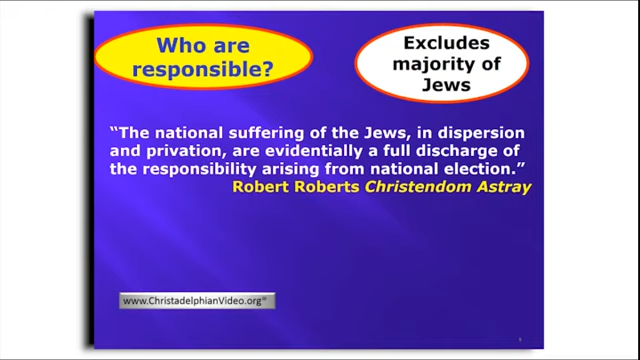 Who are
responsible?
Excludes
majority of
Jews
“The national suffering of the Jews, in dispersion
and privation, are evidentially a full discharge of
the responsibility arising from national election.”
Robert Roberts Christendom Astray
www.ChristadelphianVideo.org